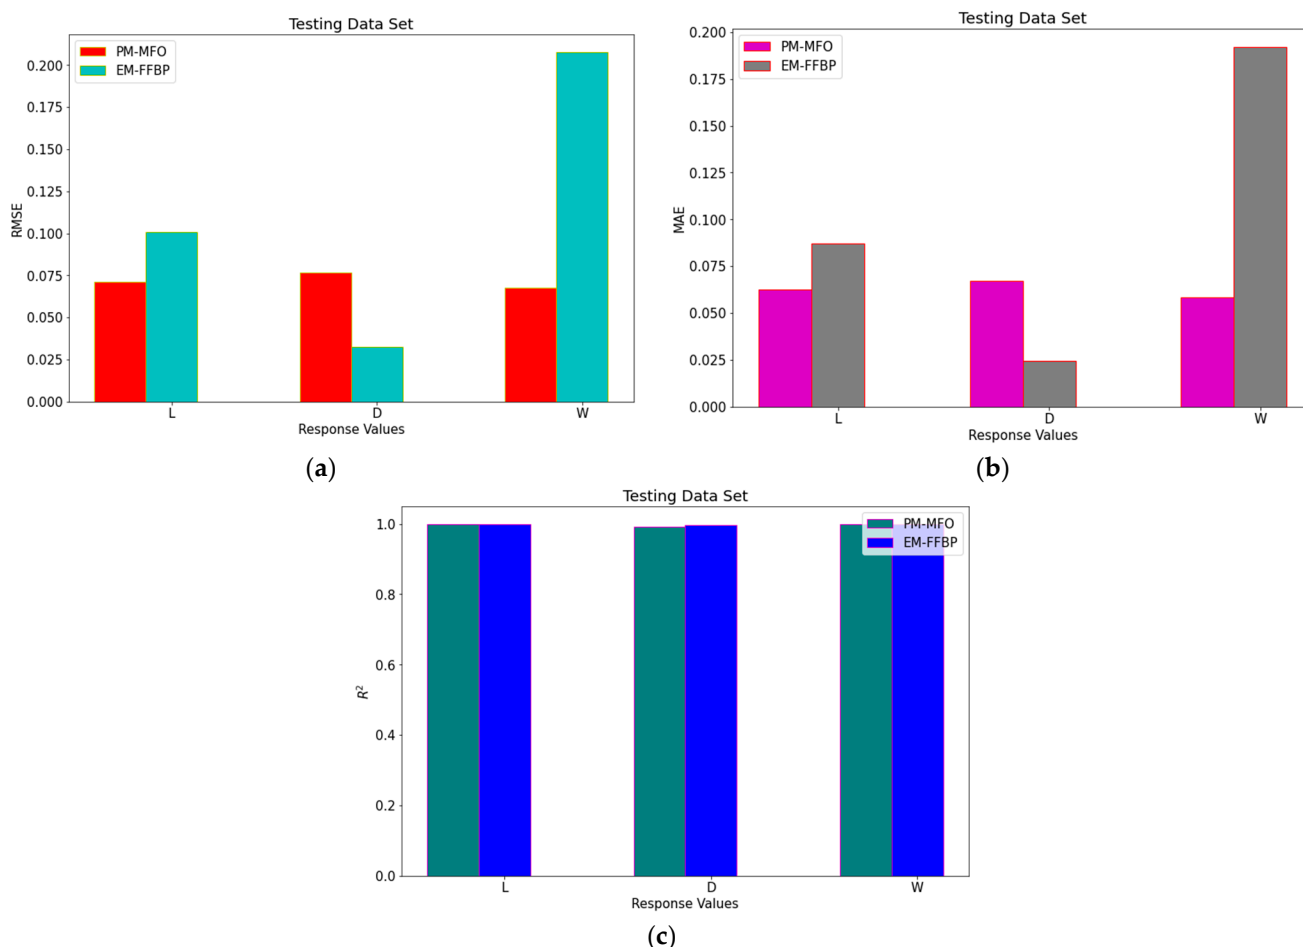 Testing Data Set
PM-MFO
EM-FFBP
0.200
0.175
0.150
0.125
0.100
0.075
0.050
0.025
0.000
RMSE
L D W
Response Values
(a)
Testing Data Set
PM-MFO
EM-FFBP
0.200
0.175
0.150
0.125
0.100
0.075
0.050
0.025
0.000
MAE
L D W
Response Values
(b)
Testing Data Set
PM-MFO
EM-FFBP
1.0
0.8
0.6
0.4
0.2
0.0
R²
L D W
Response Values
(c)